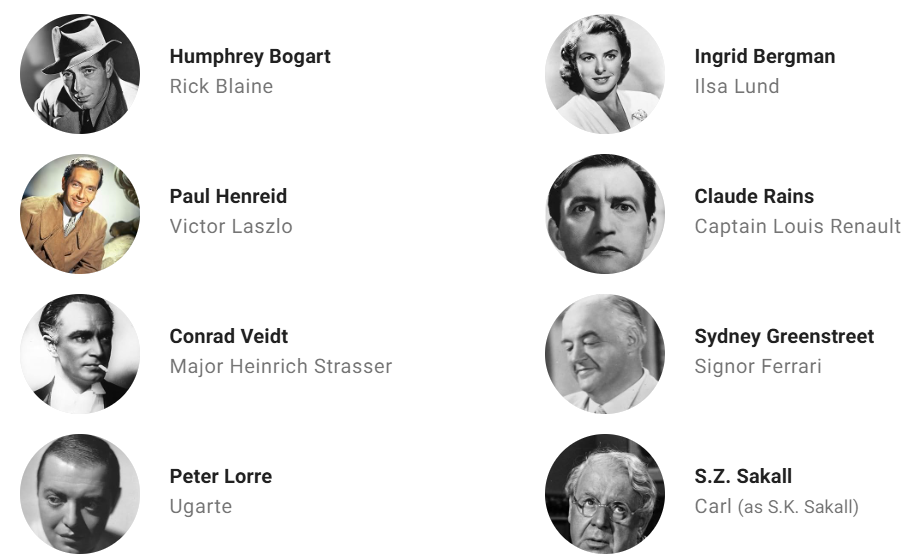 Humphrey Bogart
Rick Blaine
Ingrid Bergman
Ilsa Lund
Paul Henreid
Victor Laszlo
Claude Rains
Captain Louis Renault
Conrad Veidt
Major Heinrich Strasser
Sydney Greenstreet
Signor Ferrari
Peter Lorre
Ugarte
S.Z. Sakall
Carl (as S.K. Sakall)